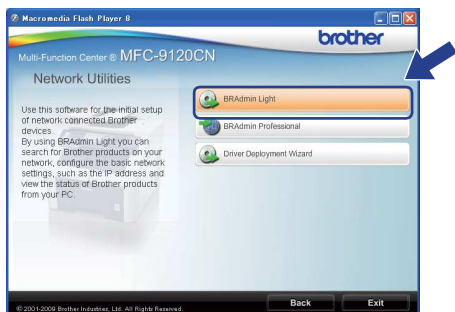 Macromedia Flash Player 8
brother
Multi-Function Center ® MFC-9120CN
Network Utilities
Use this software for the initial setup
of network connected Brother
devices.
By using BRAdmin Light you can
search for Brother products on your
network, configure the basic network
settings, such as the IP address and
view the status of Brother products
from your PC.
BRAdmin Light
BRAdmin Professional
Driver Deployment Wizard
© 2001-2009 Brother Industries, Ltd. All Rights Reserved.
Back
Exit